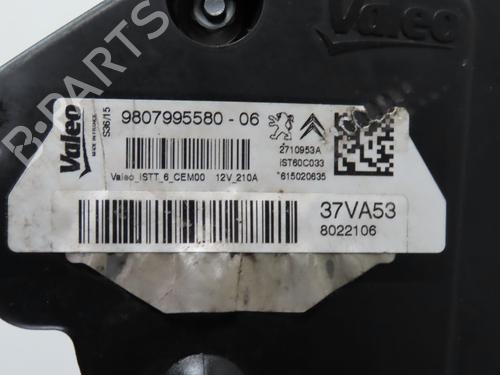 Valeo
Valeo
MADE IN FRANCE
S36/15
9807995580 - 06
2710953A
IST60C033
*615020635
Valeo_ISTT_6_CEM00 12V_210A
37VA53
8022106
B-PARTS